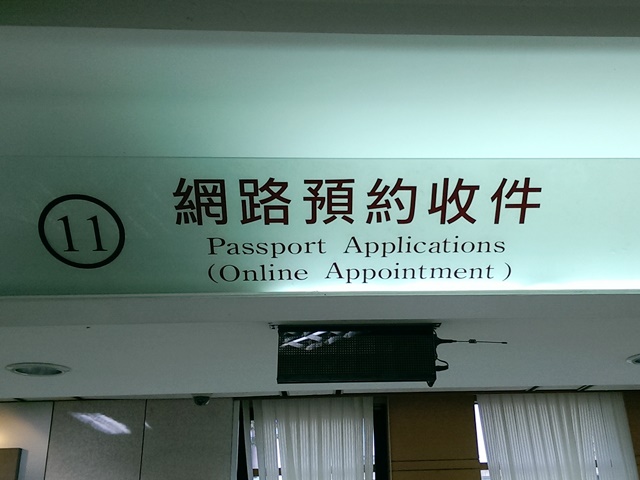 11
網路預約收件
Passport Applications
(Online Appointment)